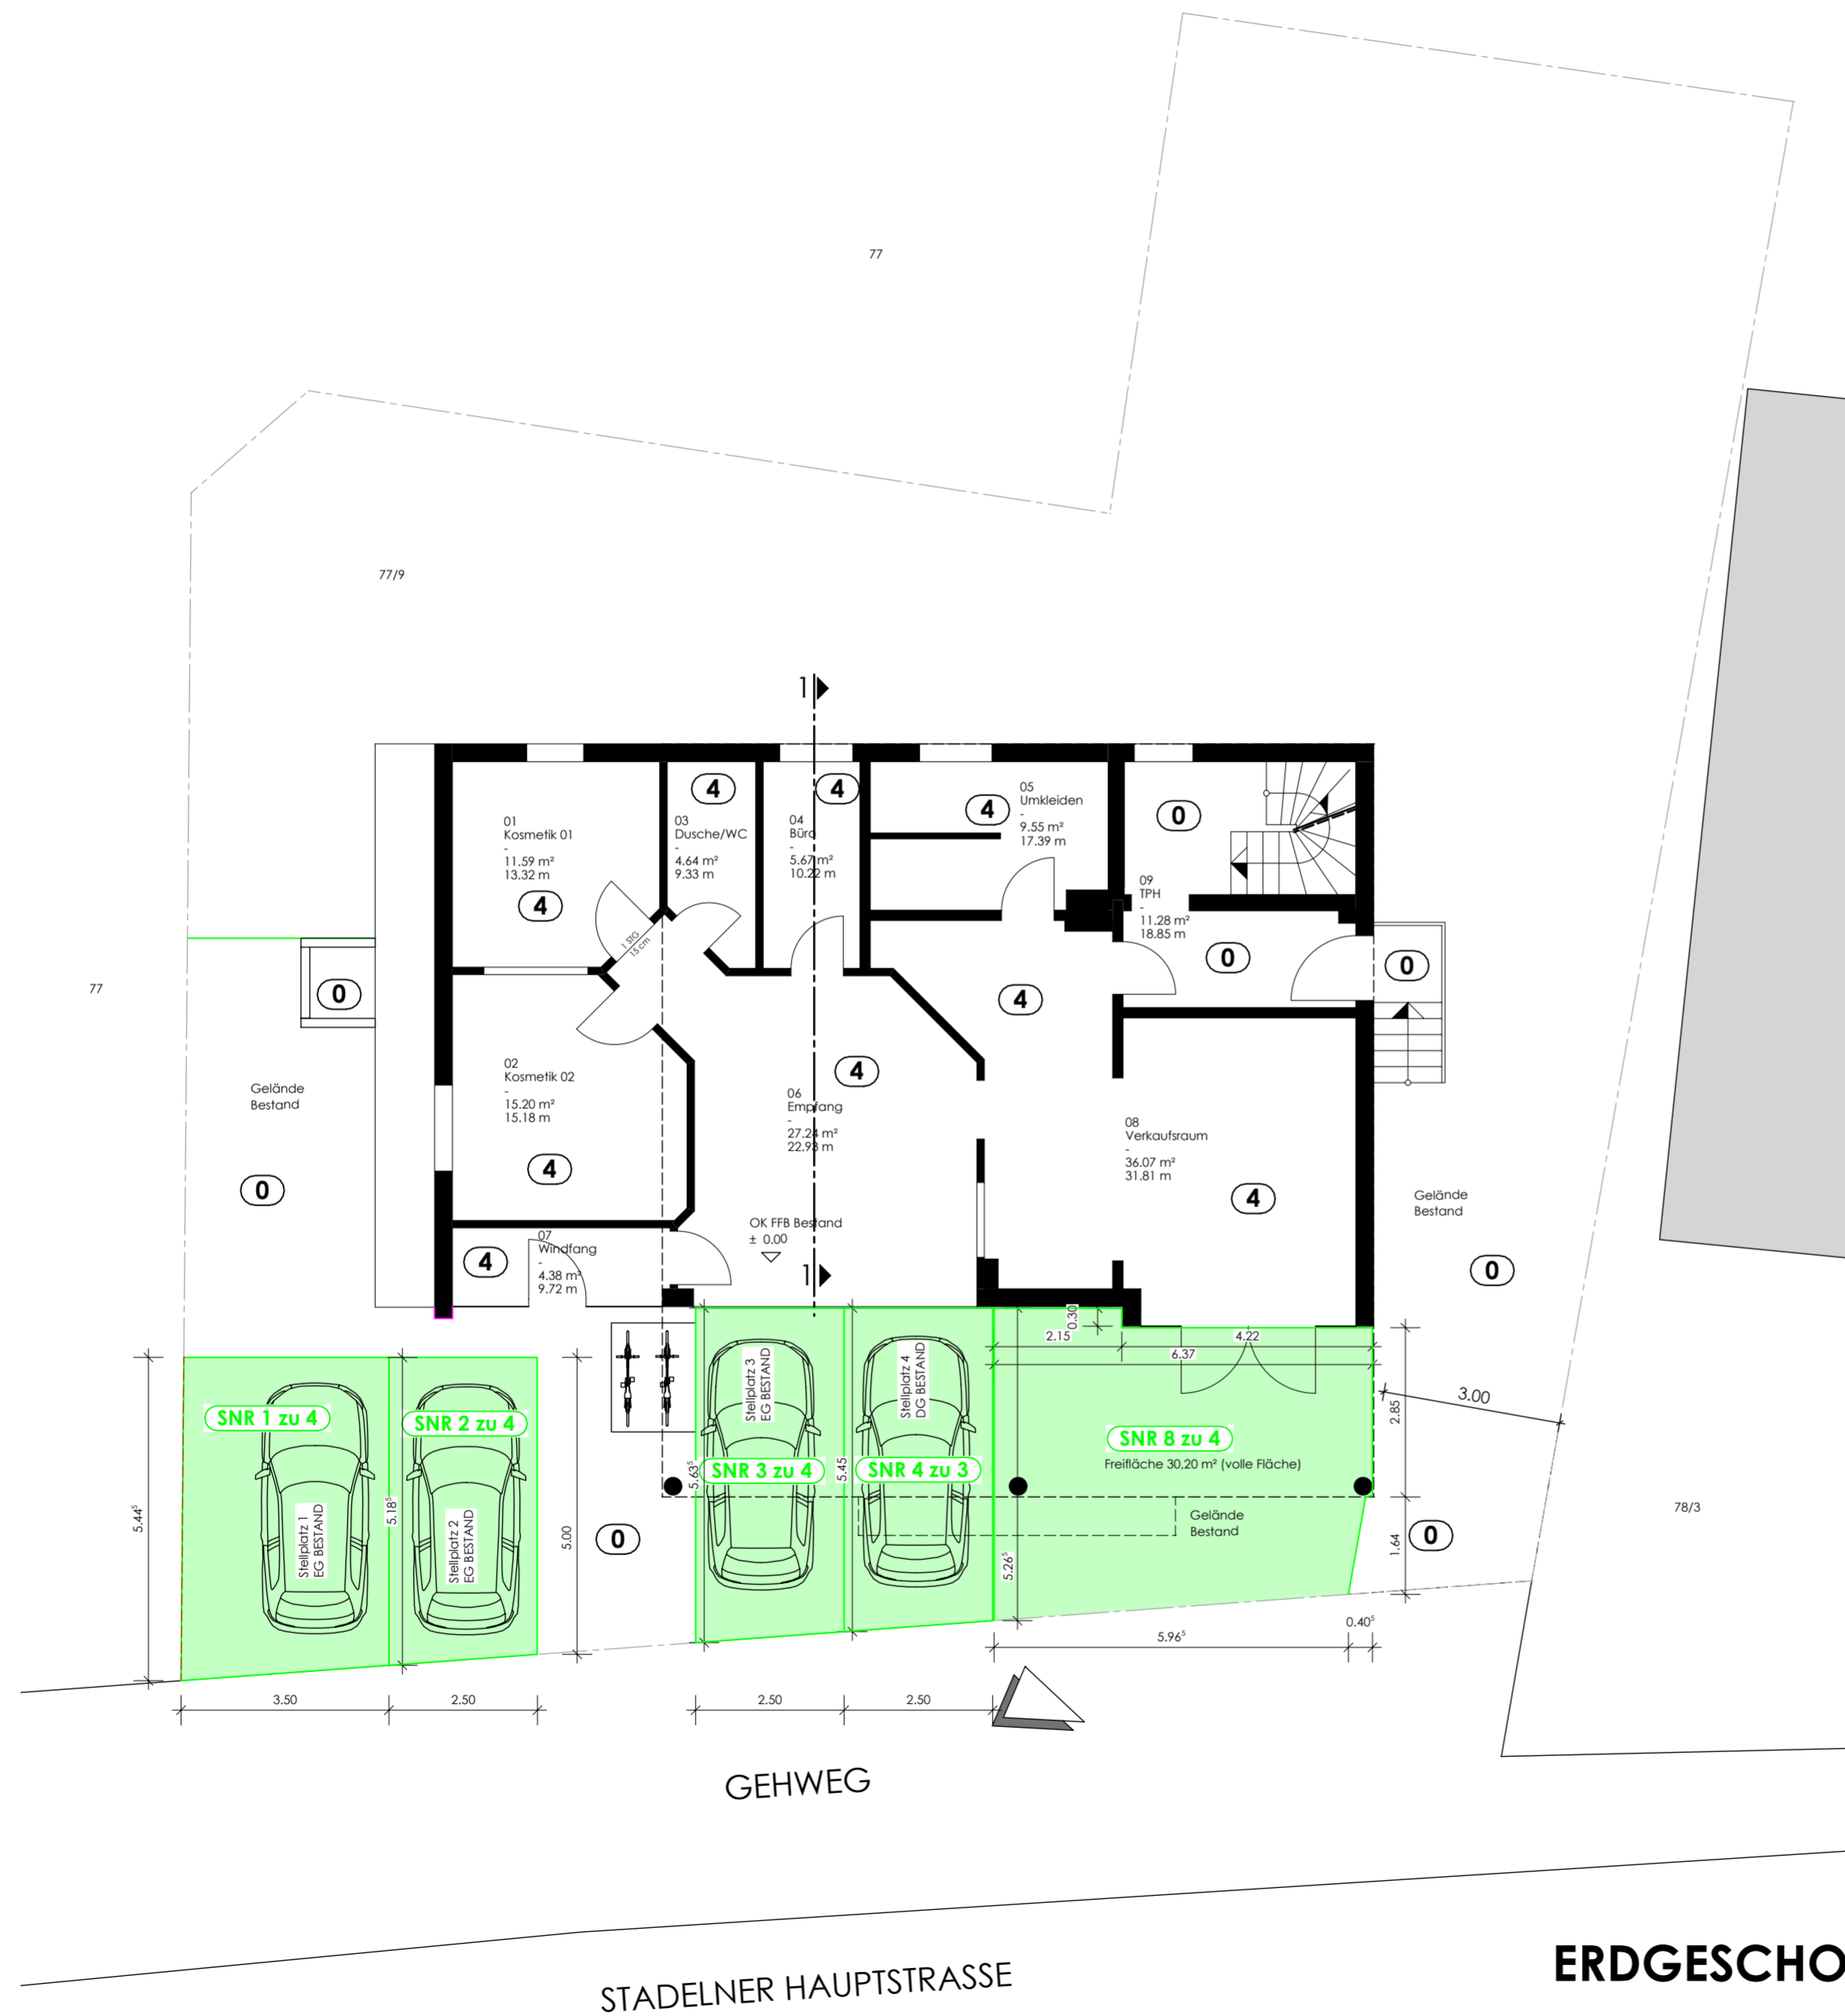 77
77/9
77
1
01
Kosmetik 01
-
11.59 m²
13.32 m
4
03
Dusche/WC
-
4.64 m²
9.33 m
4
04
Büro
-
5.67 m²
10.22 m
4
05
Umkleiden
-
9.55 m²
17.39 m
4
0
09
TPH
-
11.28 m²
18.85 m
0
0
1 STG
15 cm
0
4
02
Kosmetik 02
-
15.20 m²
15.18 m
4
06
Empfang
-
27.24 m²
22.93 m
4
08
Verkaufsraum
-
36.07 m²
31.81 m
4
Gelände
Bestand
0
Gelände
Bestand
0
OK FFB Bestand
± 0.00
07
Windfang
-
4.38 m²
9.72 m
4
1
0.30
2.15
4.22
6.37
3.00
2.85
Stellplatz 3
EG BESTAND
Stellplatz 4
DG BESTAND
SNR 1 zu 4
SNR 2 zu 4
SNR 3 zu 4
SNR 4 zu 3
SNR 8 zu 4
Freifläche 30,20 m² (volle Fläche)
5.44⁵
5.18⁵
5.00
5.63⁵
5.45
5.26⁵
1.64
Stellplatz 1
EG BESTAND
Stellplatz 2
EG BESTAND
0
Gelände
Bestand
0
78/3
0.40⁵
5.96⁵
3.50
2.50
2.50
2.50
GEHWEG
STADELNER HAUPTSTRASSE
ERDGESCHO